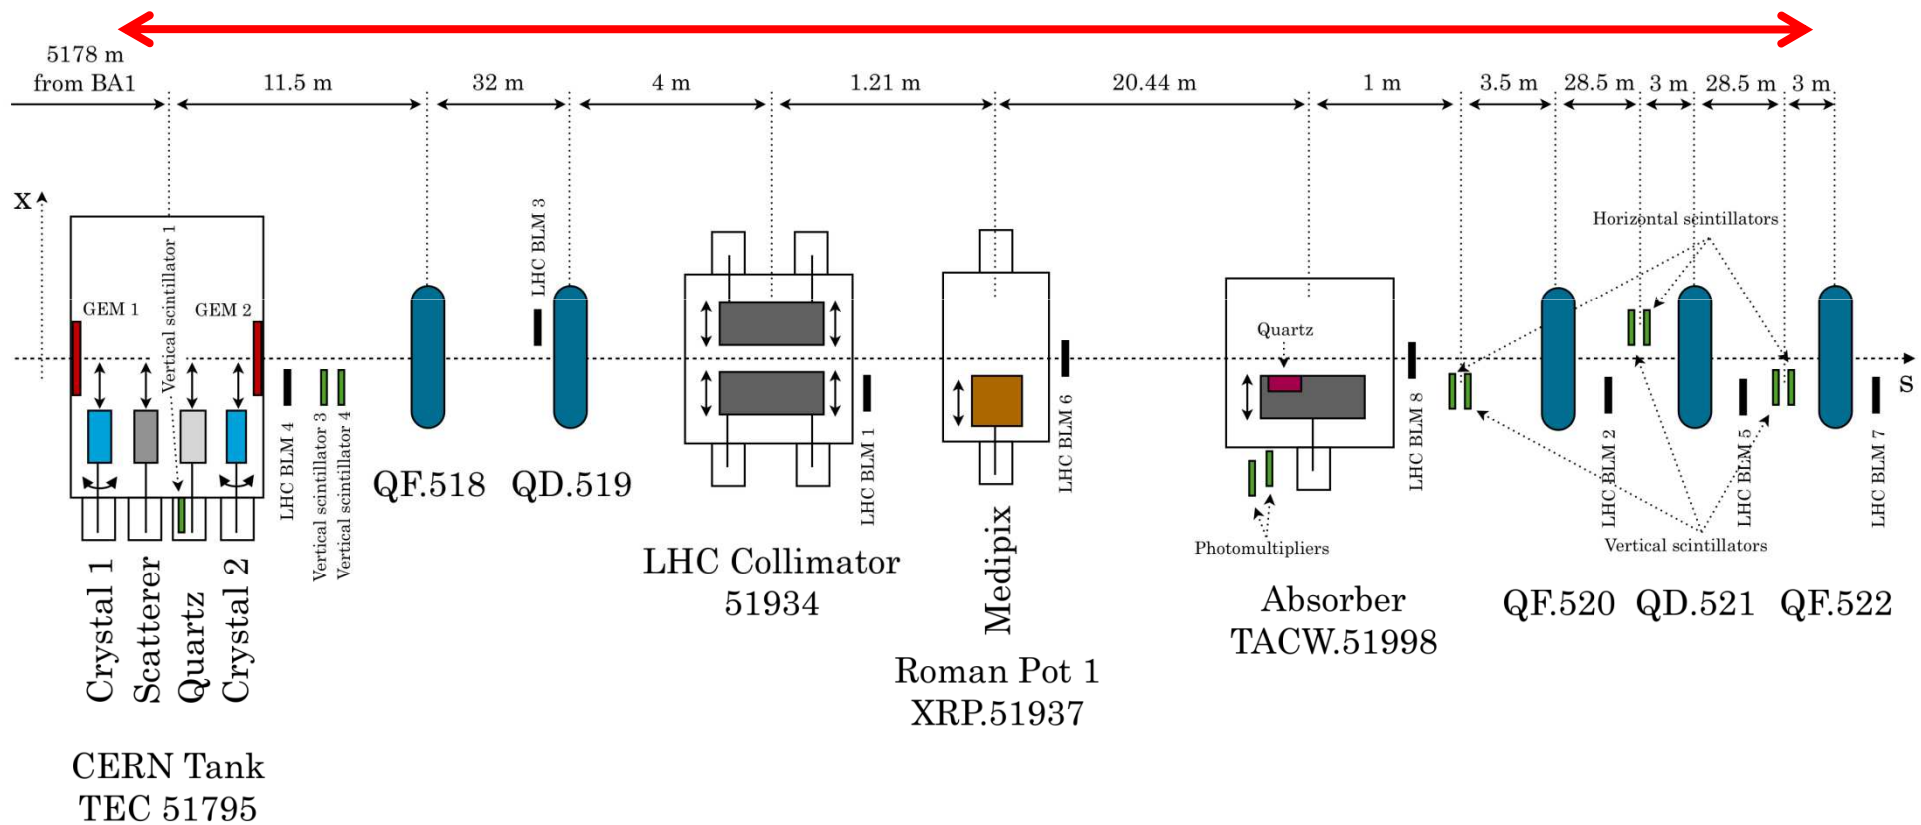 5178 m
from BA1
11.5 m
32 m
4 m
1.21 m
20.44 m
1 m
3.5 m
28.5 m
3 m
28.5 m
3 m
x
s
GEM 1
GEM 2
Vertical scintillator 1
LHC BLM 4
Vertical scintillator 3
Vertical scintillator 4
LHC BLM 3
LHC BLM 1
LHC BLM 6
Quartz
LHC BLM 8
Horizontal scintillators
LHC BLM 2
LHC BLM 5
LHC BLM 7
Photomultipliers
Vertical scintillators
QF.518
QD.519
LHC Collimator
51934
Medipix
Roman Pot 1
XRP.51937
Absorber
TACW.51998
QF.520
QD.521
QF.522
Crystal 1
Scatterer
Quartz
Crystal 2
CERN Tank
TEC 51795